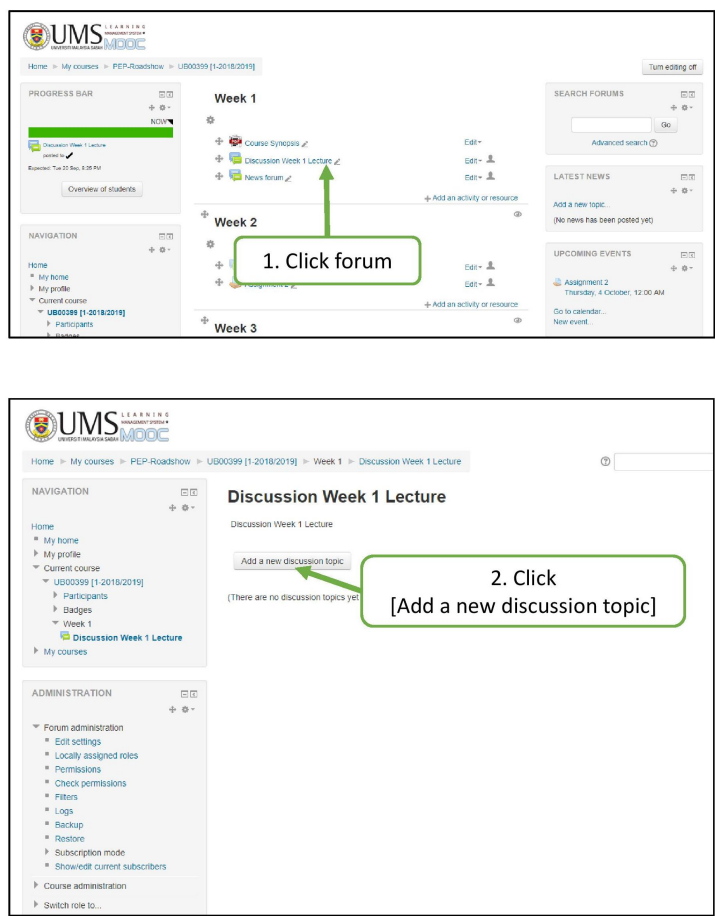 UMS LEARNING
MANAGEMENT SYSTEM
UNIVERSITI MALAYSIA SABAH MOOC
Home My courses PEP-Roadshow UB00399 [1-2018/2019]
Turn editing off
PROGRESS BAR
NOW
Discussion Week 1 Lecture
posted to
Expected: Tue 25 Sep, 8:25 PM
Overview of students
NAVIGATION
Home
My home
My profile
Current course
UB00399 [1-2018/2019]
Participants
Badges
Week 1
Course Synopsis Edit
Discussion Week 1 Lecture Edit
News forum Edit
Add an activity or resource
Week 2
1. Click forum
Edit
Assignment 2 Edit
Add an activity or resource
Week 3
SEARCH FORUMS
Go
Advanced search
LATEST NEWS
Add a new topic...
(No news has been posted yet)
UPCOMING EVENTS
Assignment 2
Thursday, 4 October, 12:00 AM
Go to calendar...
New event...
UMS LEARNING
MANAGEMENT SYSTEM
UNIVERSITI MALAYSIA SABAH MOOC
Home My courses PEP-Roadshow UB00399 [1-2018/2019] Week 1 Discussion Week 1 Lecture
NAVIGATION
Home
My home
My profile
Current course
UB00399 [1-2018/2019]
Participants
Badges
Week 1
Discussion Week 1 Lecture
My courses
Discussion Week 1 Lecture
Discussion Week 1 Lecture
Add a new discussion topic
(There are no discussion topics yet
2. Click
[Add a new discussion topic]
ADMINISTRATION
Forum administration
Edit settings
Locally assigned roles
Permissions
Check permissions
Filters
Logs
Backup
Restore
Subscription mode
Show/edit current subscribers
Course administration
Switch role to...